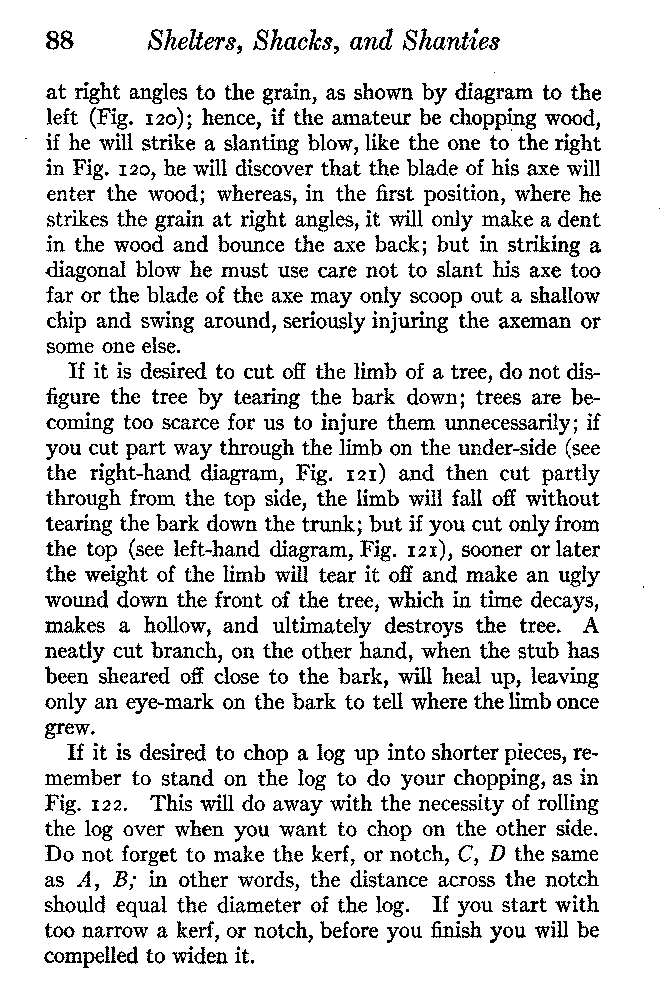 88 Shelters, Shacks, and Shanties
at right angles to the grain, as shown by diagram to the
left (Fig. 120); hence, if the amateur be chopping wood,
if he will strike a slanting blow, like the one to the right
in Fig. 120, he will discover that the blade of his axe will
enter the wood; whereas, in the first position, where he
strikes the grain at right angles, it will only make a dent
in the wood and bounce the axe back; but in striking a
diagonal blow he must use care not to slant his axe too
far or the blade of the axe may only scoop out a shallow
chip and swing around, seriously injuring the axeman or
some one else.
If it is desired to cut off the limb of a tree, do not dis-
figure the tree by tearing the bark down; trees are be-
coming too scarce for us to injure them unnecessarily; if
you cut part way through the limb on the under-side (see
the right-hand diagram, Fig. 121) and then cut partly
through from the top side, the limb will fall off without
tearing the bark down the trunk; but if you cut only from
the top (see left-hand diagram, Fig. 121), sooner or later
the weight of the limb will tear it off and make an ugly
wound down the front of the tree, which in time decays,
makes a hollow, and ultimately destroys the tree. A
neatly cut branch, on the other hand, when the stub has
been sheared off close to the bark, will heal up, leaving
only an eye-mark on the bark to tell where the limb once
grew.
If it is desired to chop a log up into shorter pieces, re-
member to stand on the log to do your chopping, as in
Fig. 122. This will do away with the necessity of rolling
the log over when you want to chop on the other side.
Do not forget to make the kerf, or notch, C, D the same
as A, B; in other words, the distance across the notch
should equal the diameter of the log. If you start with
too narrow a kerf, or notch, before you finish you will be
compelled to widen it.